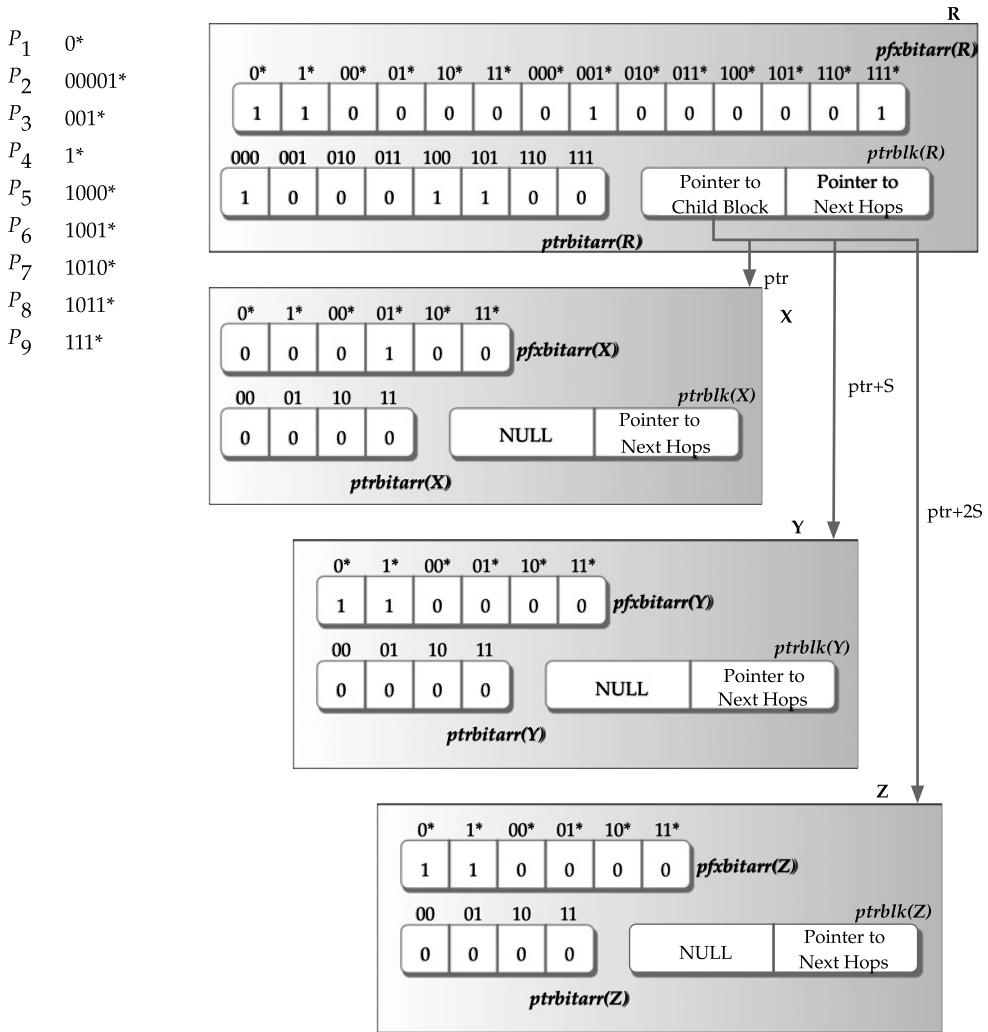 R
P1 0*
P2 00001*
P3 001*
P4 1*
P5 1000*
P6 1001*
P7 1010*
P8 1011*
P9 111*
pfxbitarr(R)
0* 1* 00* 01* 10* 11* 000* 001* 010* 011* 100* 101* 110* 111*
1 1 0 0 0 0 0 1 0 0 0 0 0 1
ptrblk(R)
000 001 010 011 100 101 110 111
1 0 0 0 1 1 0 0
Pointer to
Child Block
Pointer to
Next Hops
ptrbitarr(R)
ptr
ptr+S
ptr+2S
X
0* 1* 00* 01* 10* 11*
0 0 0 1 0 0
pfxbitarr(X)
ptrblk(X)
00 01 10 11
0 0 0 0
NULL
Pointer to
Next Hops
ptrbitarr(X)
Y
0* 1* 00* 01* 10* 11*
1 1 0 0 0 0
pfxbitarr(Y)
ptrblk(Y)
00 01 10 11
0 0 0 0
NULL
Pointer to
Next Hops
ptrbitarr(Y)
Z
0* 1* 00* 01* 10* 11*
1 1 0 0 0 0
pfxbitarr(Z)
ptrblk(Z)
00 01 10 11
0 0 0 0
NULL
Pointer to
Next Hops
ptrbitarr(Z)